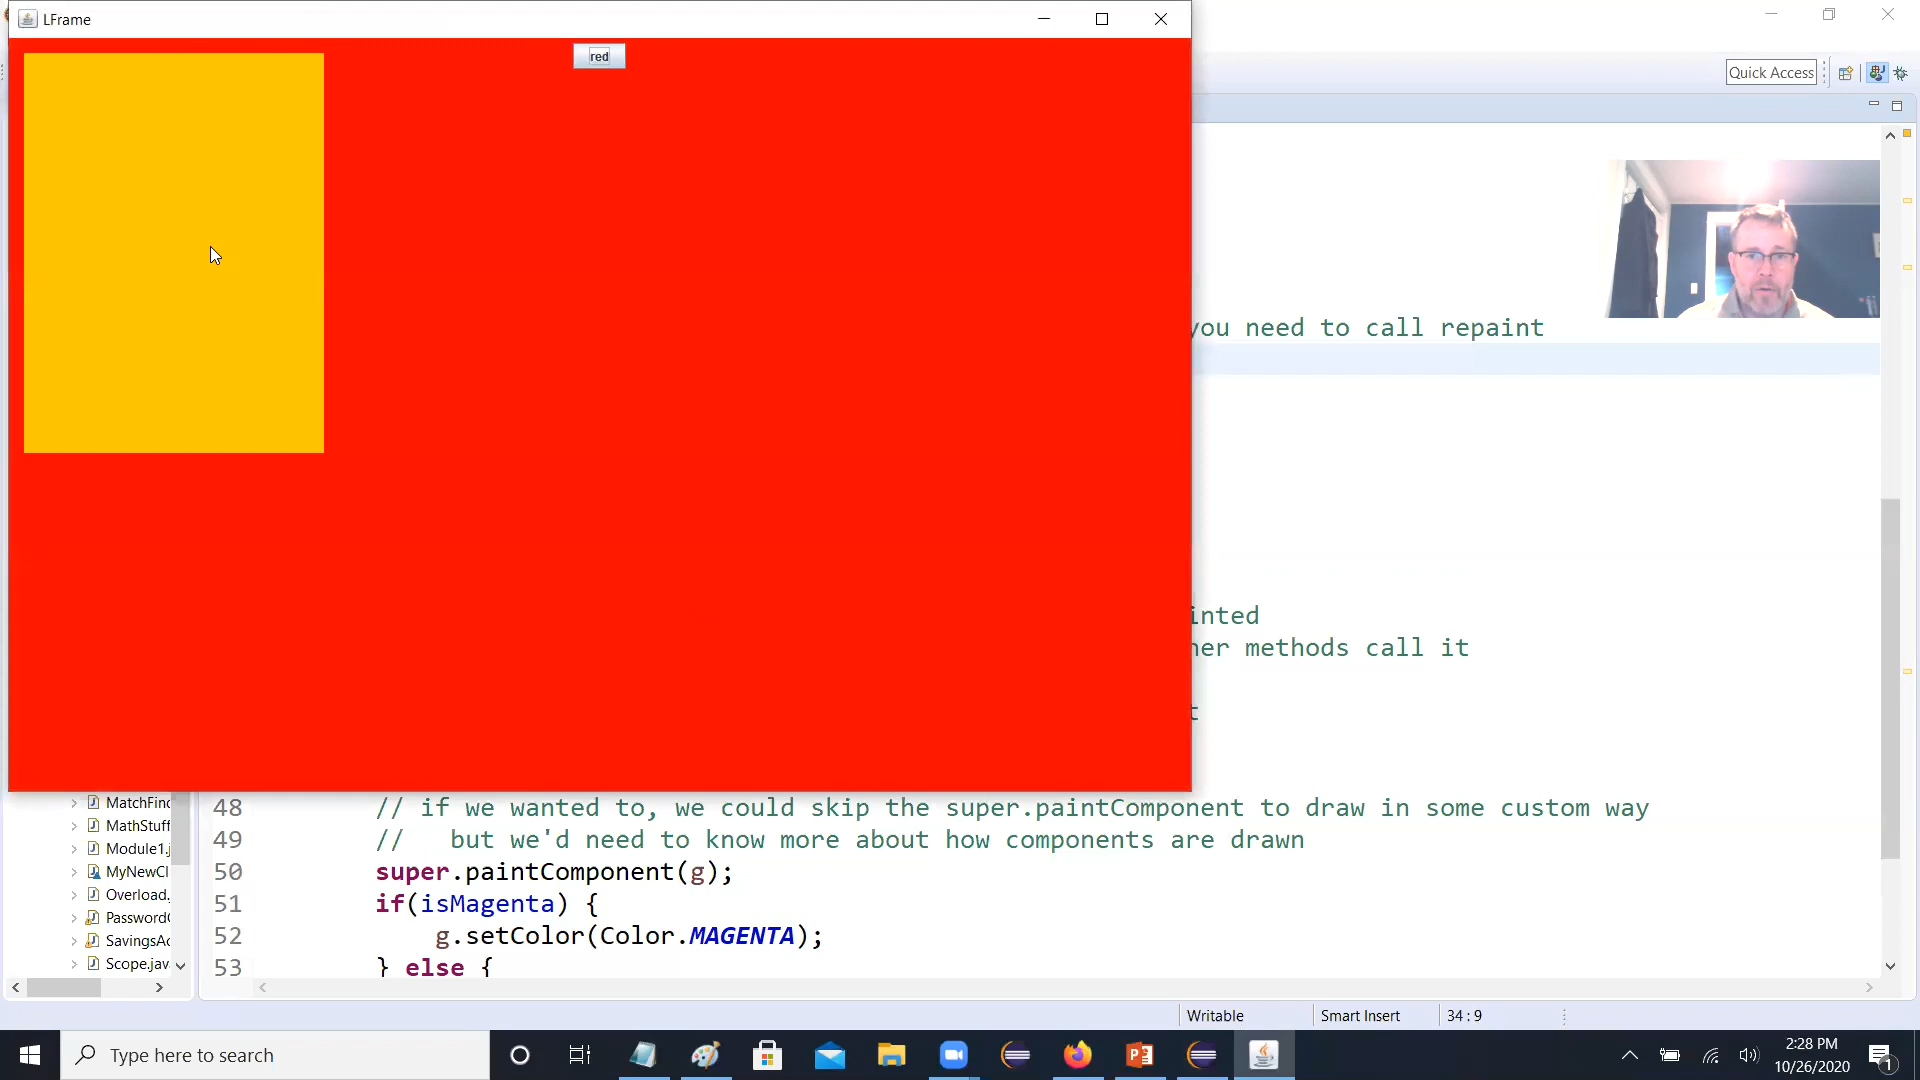 LFrame
red
Quick Access
you need to call repaint
inted
her methods call it
t
MatchFind
MathStuff
Module1.j
MyNewCl
Overload.
PasswordC
SavingsAc
Scope.jav
48 // if we wanted to, we could skip the super.paintComponent to draw in some custom way
49 //   but we'd need to know more about how components are drawn
50 super.paintComponent(g);
51 if(isMagenta) {
52 g.setColor(Color.MAGENTA);
53 } else {
Writable
Smart Insert
34 : 9
Type here to search
2:28 PM
10/26/2020
1